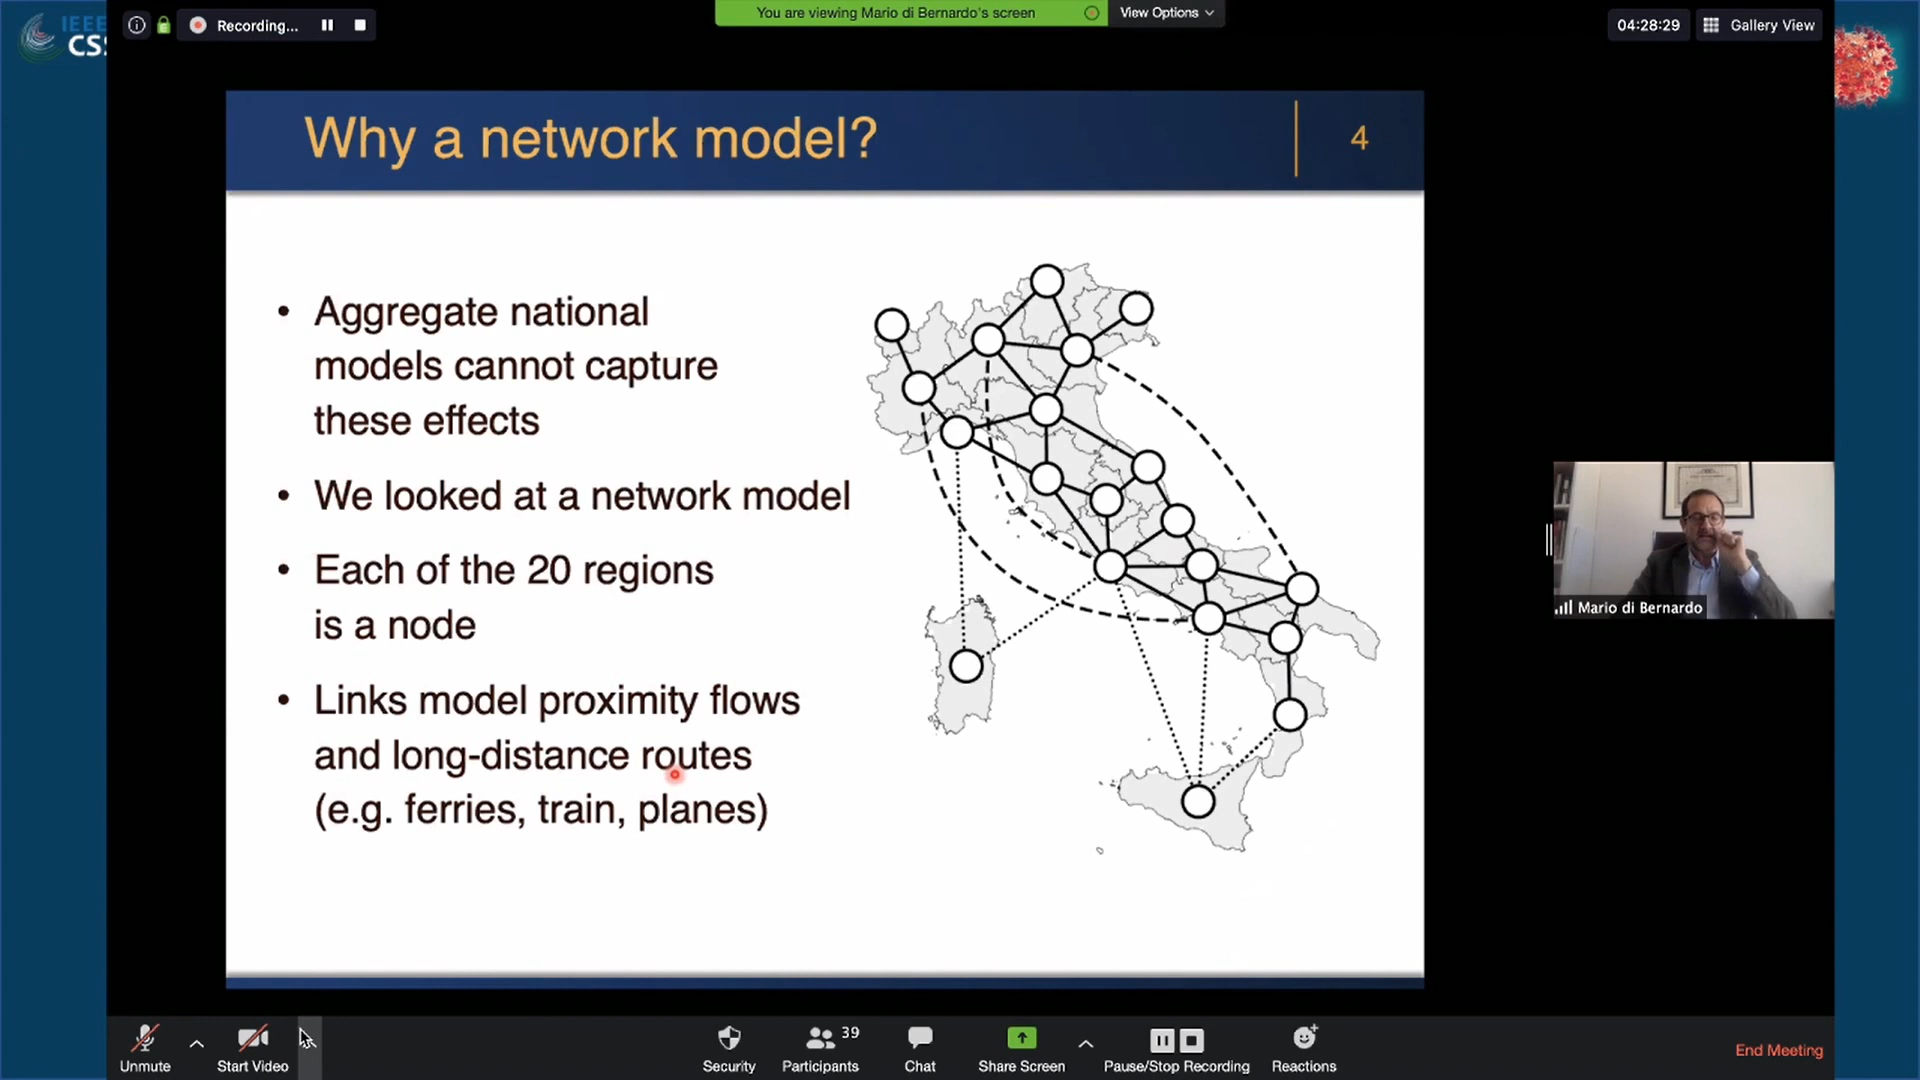 IEEE
CSS
Recording...
You are viewing Mario di Bernardo's screen
View Options
04:28:29
Gallery View
Why a network model?
4
• Aggregate national
models cannot capture
these effects
• We looked at a network model
• Each of the 20 regions
is a node
• Links model proximity flows
and long-distance routes
(e.g. ferries, train, planes)
Mario di Bernardo
Unmute
Start Video
Security
Participants
39
Chat
Share Screen
Pause/Stop Recording
Reactions
End Meeting